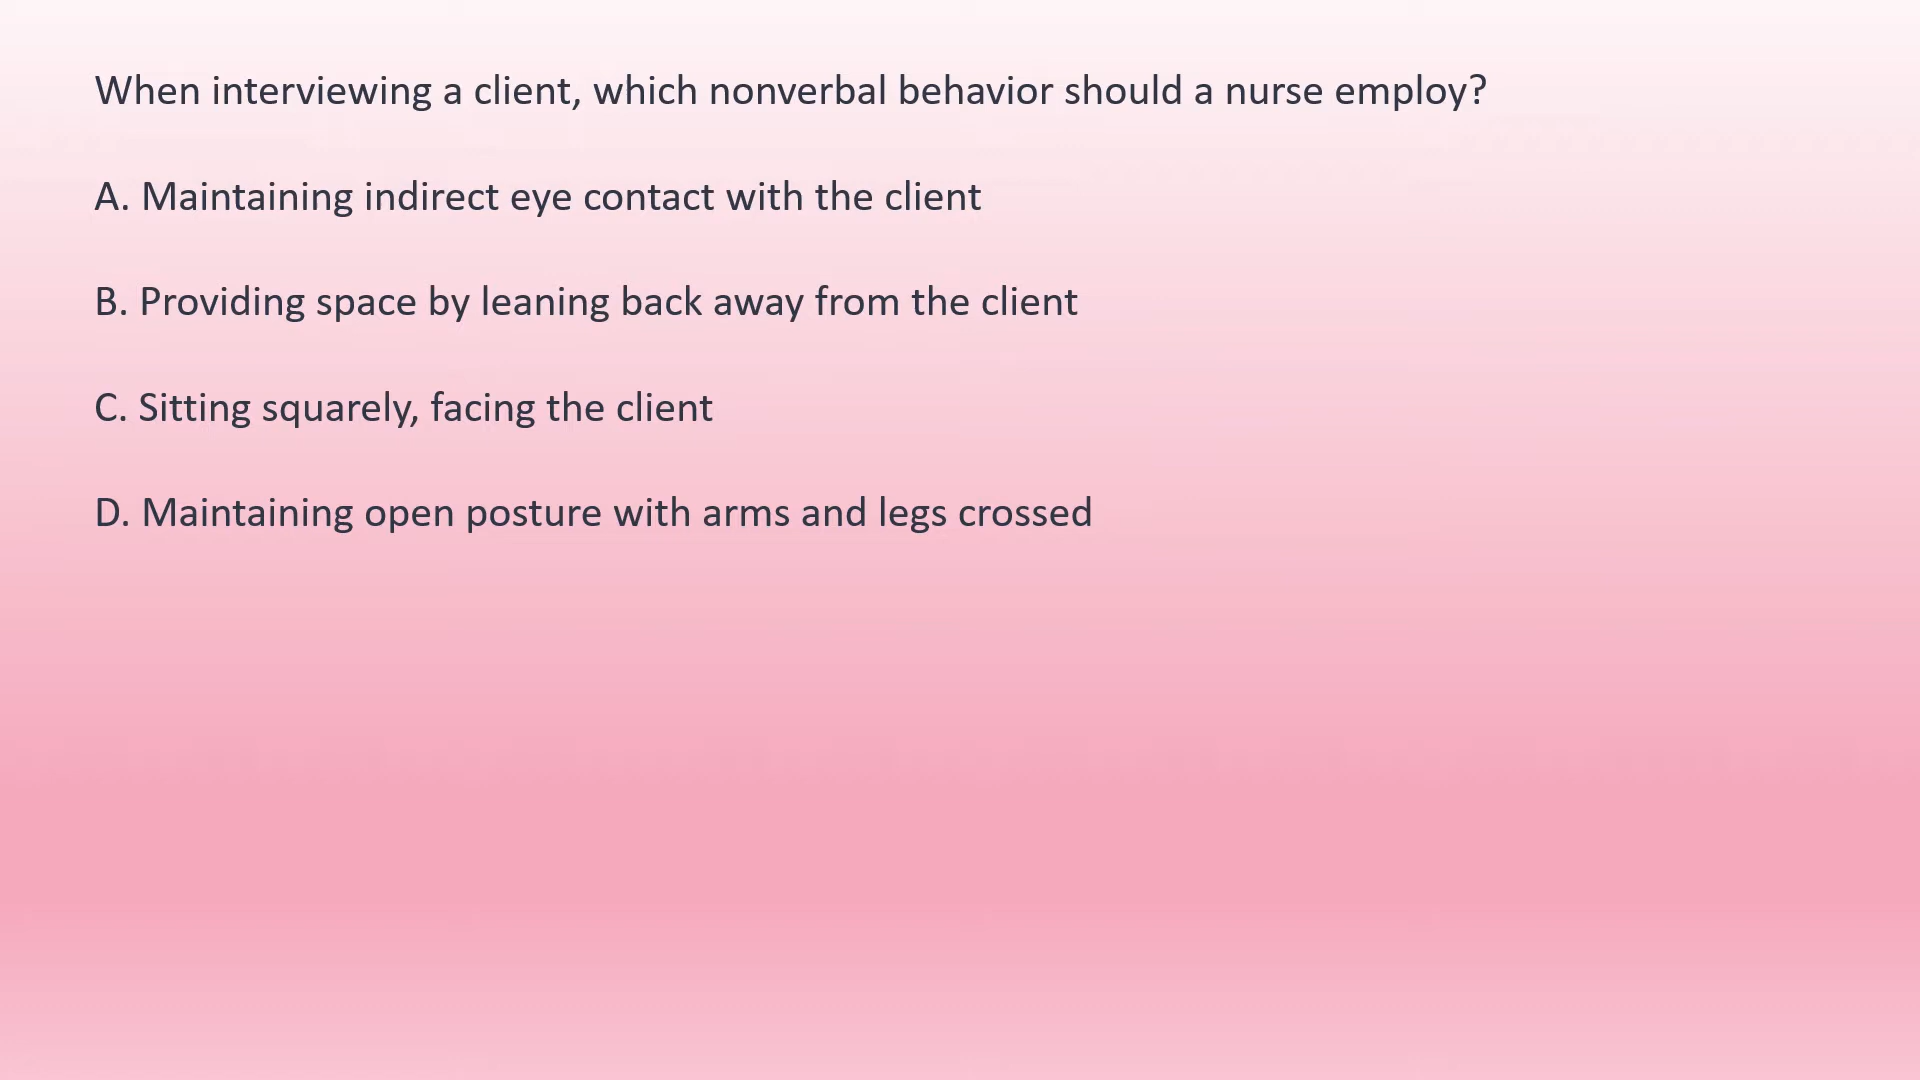 When interviewing a client, which nonverbal behavior should a nurse employ?
A. Maintaining indirect eye contact with the client
B. Providing space by leaning back away from the client
C. Sitting squarely, facing the client
D. Maintaining open posture with arms and legs crossed